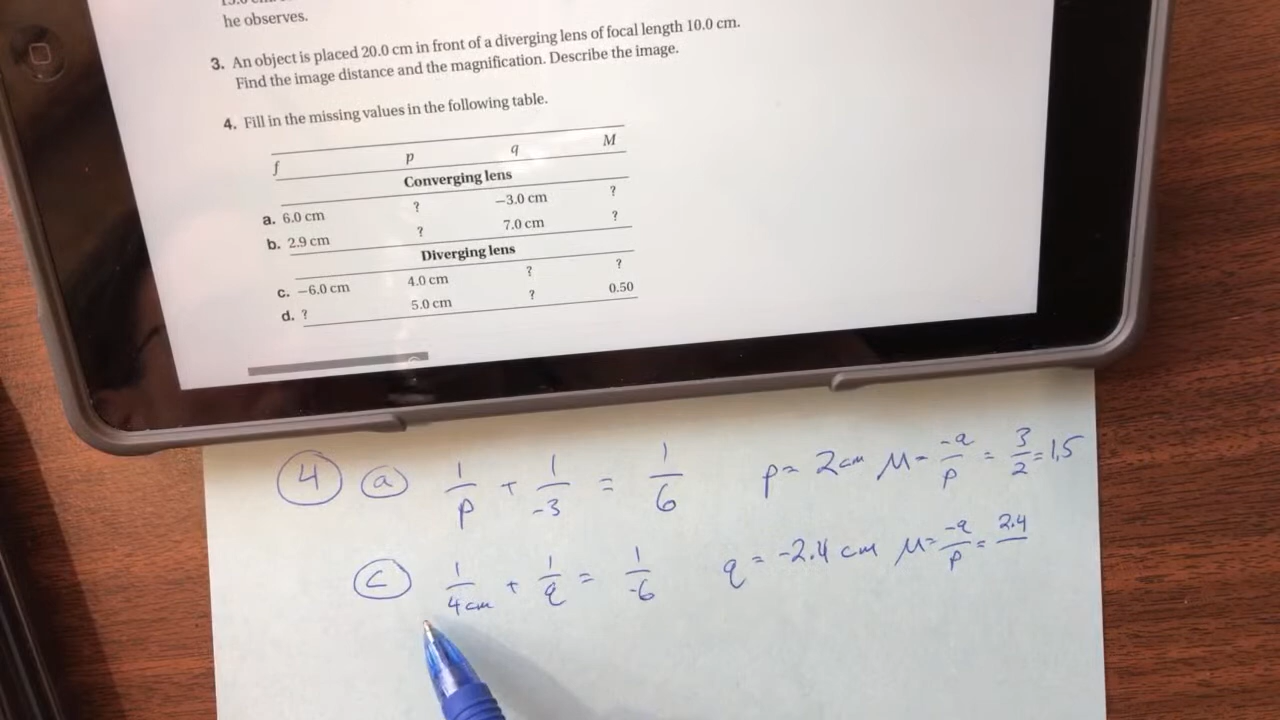 he observes.
3. An object is placed 20.0 cm in front of a diverging lens of focal length 10.0 cm.
Find the image distance and the magnification. Describe the image.
4. Fill in the missing values in the following table.
f p q M
Converging lens
a. 6.0 cm ? −3.0 cm ?
b. 2.9 cm ? 7.0 cm ?
Diverging lens
c. −6.0 cm 4.0 cm ? ?
d. ? 5.0 cm ? 0.50
4 a 1/p + 1/-3 = 1/6 p= 2cm M= -q/p = 3/2 = 1.5
c 1/4cm + 1/q = 1/-6 q = -2.4 cm M= -q/p = 2.4